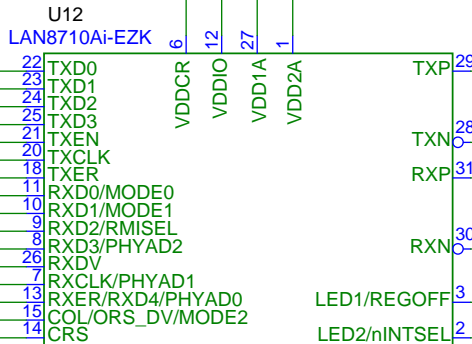 U12
LAN8710Ai-EZK
6 12 27 1
VDDCR VDDIO VDD1A VDD2A
22 TXD0 TXP 29
23 TXD1
24 TXD2
25 TXD3
21 TXEN TXN 28
20 TXCLK
18 TXER RXP 31
11 RXD0/MODE0
10 RXD1/MODE1
9 RXD2/RMISEL
8 RXD3/PHYAD2 RXN 30
26 RXDV
7 RXCLK/PHYAD1
13 RXER/RXD4/PHYAD0 LED1/REGOFF 3
15 COL/ORS_DV/MODE2
14 CRS LED2/nINTSEL 2